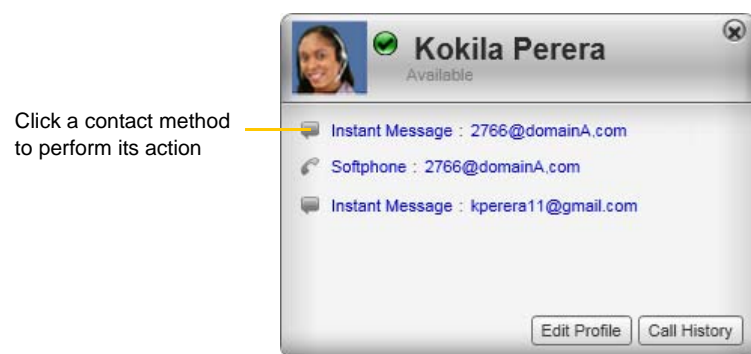 Kokila Perera
Available
Click a contact method
to perform its action
Instant Message : 2766@domainA.com
Softphone : 2766@domainA.com
Instant Message : kperera11@gmail.com
Edit Profile
Call History